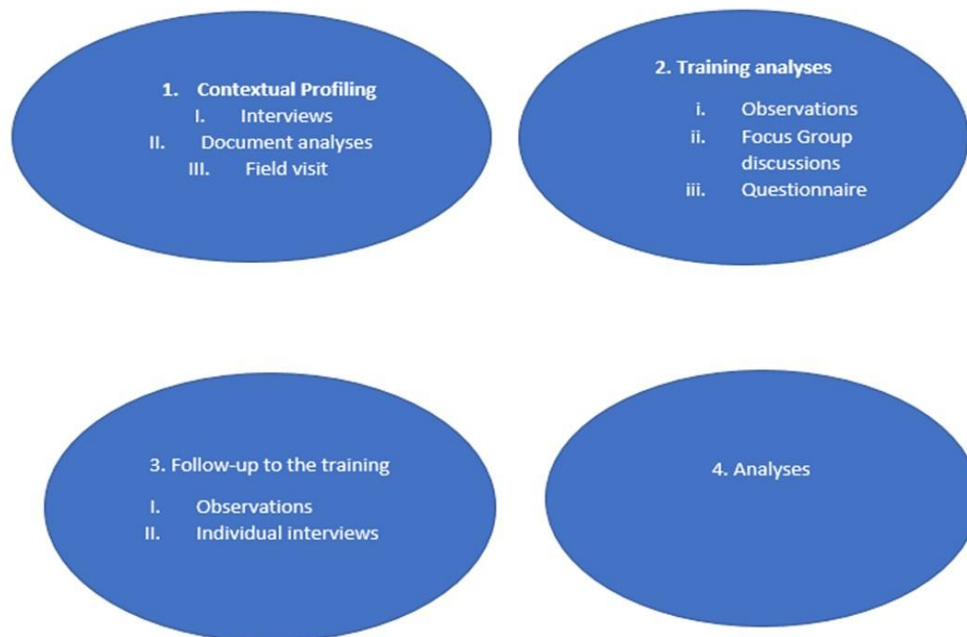 1. Contextual Profiling
I. Interviews
II. Document analyses
III. Field visit
2. Training analyses
i. Observations
ii. Focus Group
discussions
iii. Questionnaire
3. Follow-up to the training
I. Observations
II. Individual interviews
4. Analyses